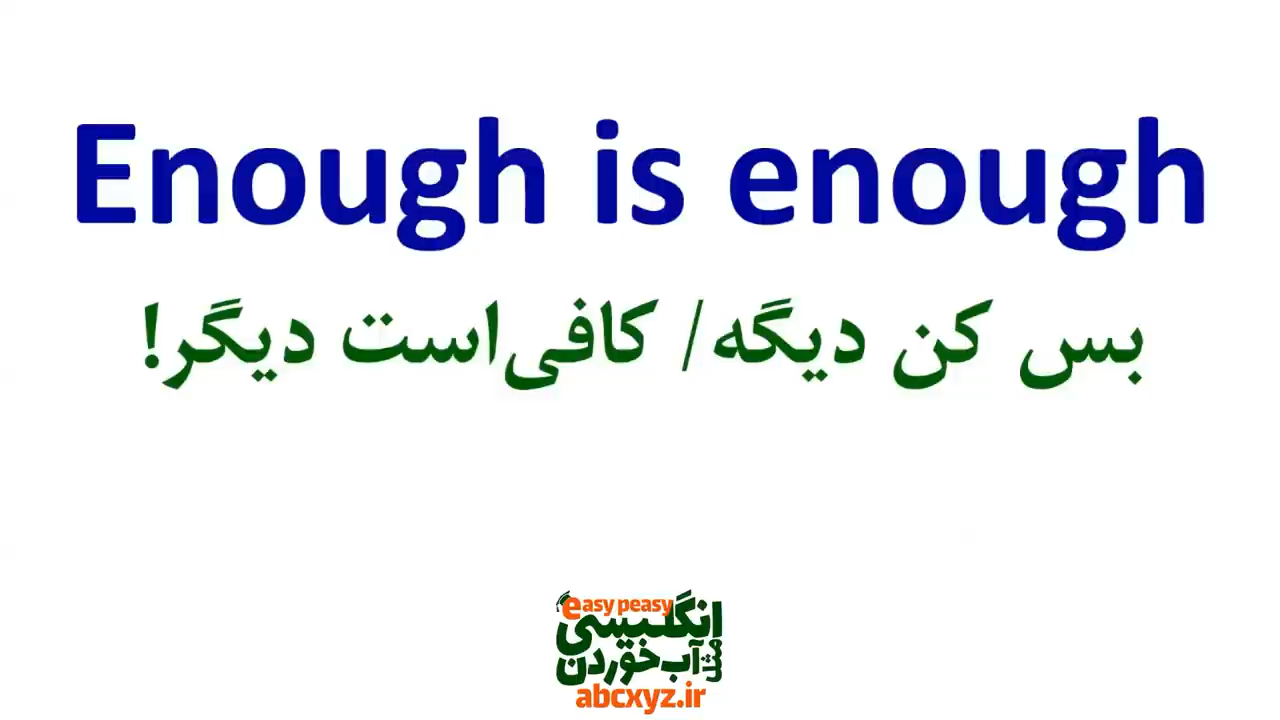 Enough is enough
بس کن دیگه/ کافی‌است دیگر!
easy peasy
انگلیسی
مثل آب خوردن
abcxyz.ir